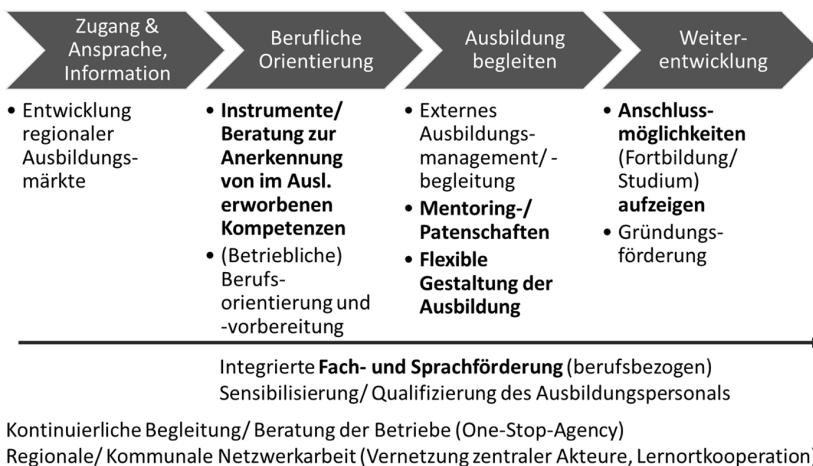 Zugang &
Ansprache,
Information
Berufliche
Orientierung
Ausbildung
begleiten
Weiter-
entwicklung
• Entwicklung
regionaler
Ausbildungs-
märkte
• Instrumente/
Beratung zur
Anerkennung
von im Ausl.
erworbenen
Kompetenzen
• (Betriebliche)
Berufs-
orientierung und
-vorbereitung
• Externes
Ausbildungs-
management/ -
begleitung
• Mentoring-/
Patenschaften
• Flexible
Gestaltung der
Ausbildung
• Anschluss-
möglichkeiten
(Fortbildung/
Studium)
aufzeigen
• Gründungs-
förderung
Integrierte Fach- und Sprachförderung (berufsbezogen)
Sensibilisierung/ Qualifizierung des Ausbildungspersonals
Kontinuierliche Begleitung/ Beratung der Betriebe (One-Stop-Agency)
Regionale/ Kommunale Netzwerkarbeit (Vernetzung zentraler Akteure, Lernortkooperation)